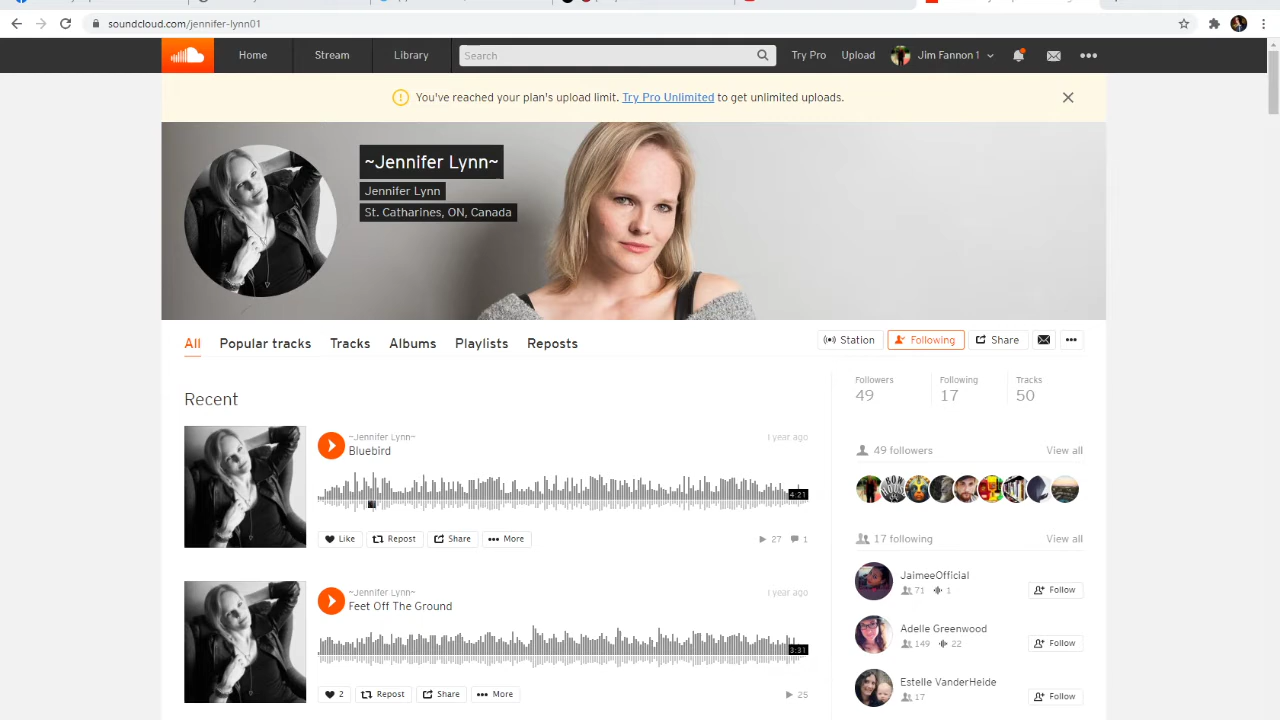 soundcloud.com/jennifer-lynn01
Home
Stream
Library
Search
Try Pro
Upload
Jim Fannon 1
You've reached your plan's upload limit. Try Pro Unlimited to get unlimited uploads.
~Jennifer Lynn~
Jennifer Lynn
St. Catharines, ON, Canada
All
Popular tracks
Tracks
Albums
Playlists
Reposts
Station
Following
Share
Followers
49
Following
17
Tracks
50
Recent
~Jennifer Lynn~
1 year ago
Bluebird
4:21
Like
Repost
Share
More
27
1
~Jennifer Lynn~
1 year ago
Feet Off The Ground
3:31
2
Repost
Share
More
25
49 followers
View all
17 following
View all
JaimeeOfficial
71
1
Follow
Adelle Greenwood
149
22
Follow
Estelle VanderHeide
17
Follow